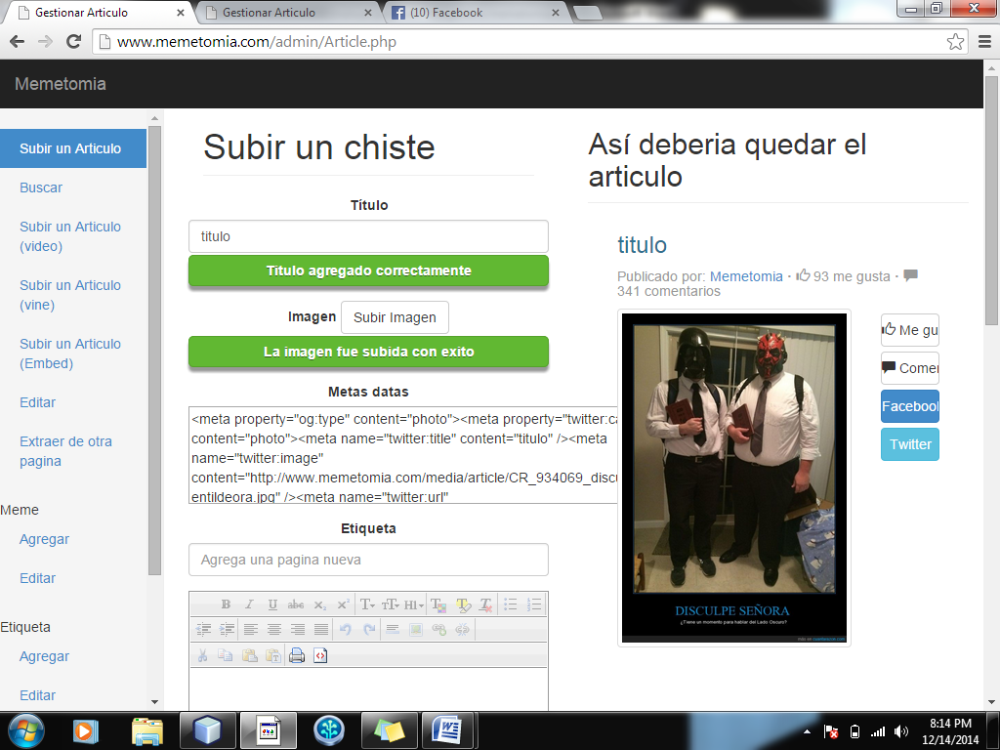 Gestionar Articulo
Gestionar Articulo
(10) Facebook
www.memetomia.com/admin/Article.php
Memetomia
Subir un Articulo
Buscar
Subir un Articulo
(video)
Subir un Articulo
(vine)
Subir un Articulo
(Embed)
Editar
Extraer de otra
pagina
Meme
Agregar
Editar
Etiqueta
Agregar
Editar
Subir un chiste
Título
titulo
Titulo agregado correctamente
Imagen Subir Imagen
La imagen fue subida con exito
Metas datas
<meta property="og:type" content="photo"><meta property="twitter:ca
content="photo"><meta name="twitter:title" content="titulo" /><meta
name="twitter:image"
content="http://www.memetomia.com/media/article/CR_934069_discu
entildeora.jpg" /><meta name="twitter:url"
Etiqueta
Agrega una pagina nueva
Así deberia quedar el
articulo
titulo
Publicado por: Memetomia · 93 me gusta ·
341 comentarios
Me gu
Comen
Facebook
Twitter
DISCULPE SEÑORA
¿Tiene un momento para hablar del Lado Oscuro?
8:14 PM
12/14/2014